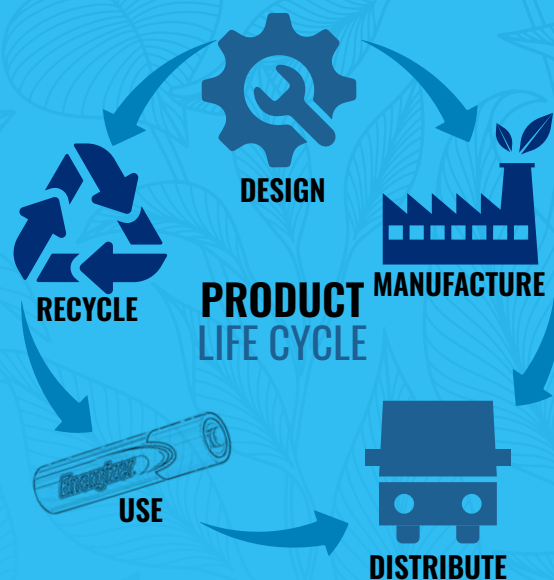 DESIGN
MANUFACTURE
RECYCLE
PRODUCT
LIFE CYCLE
Energizer
USE
DISTRIBUTE